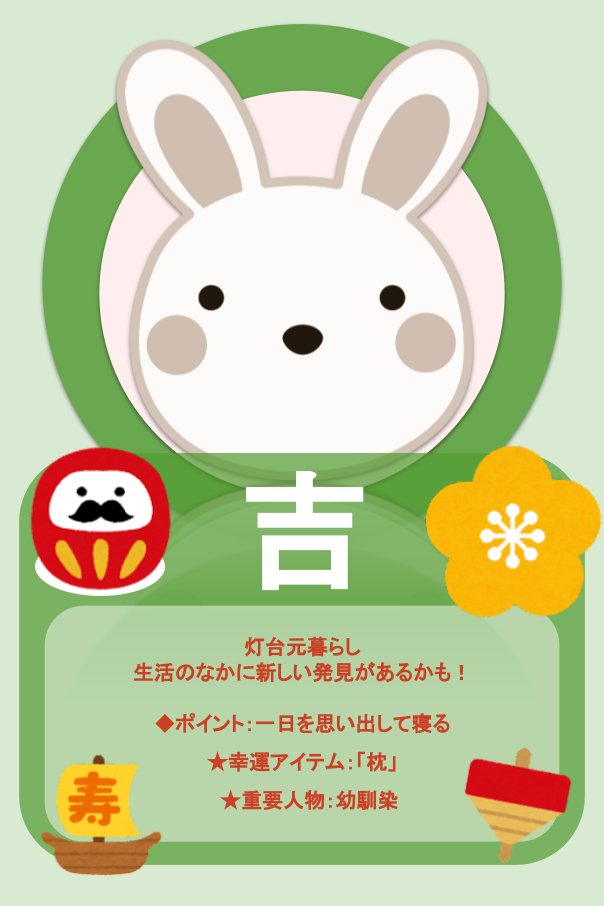 吉
灯台元暮らし
生活のなかに新しい発見があるかも！
◆ポイント：一日を思い出して寝る
★幸運アイテム：「枕」
★重要人物：幼馴染
寿